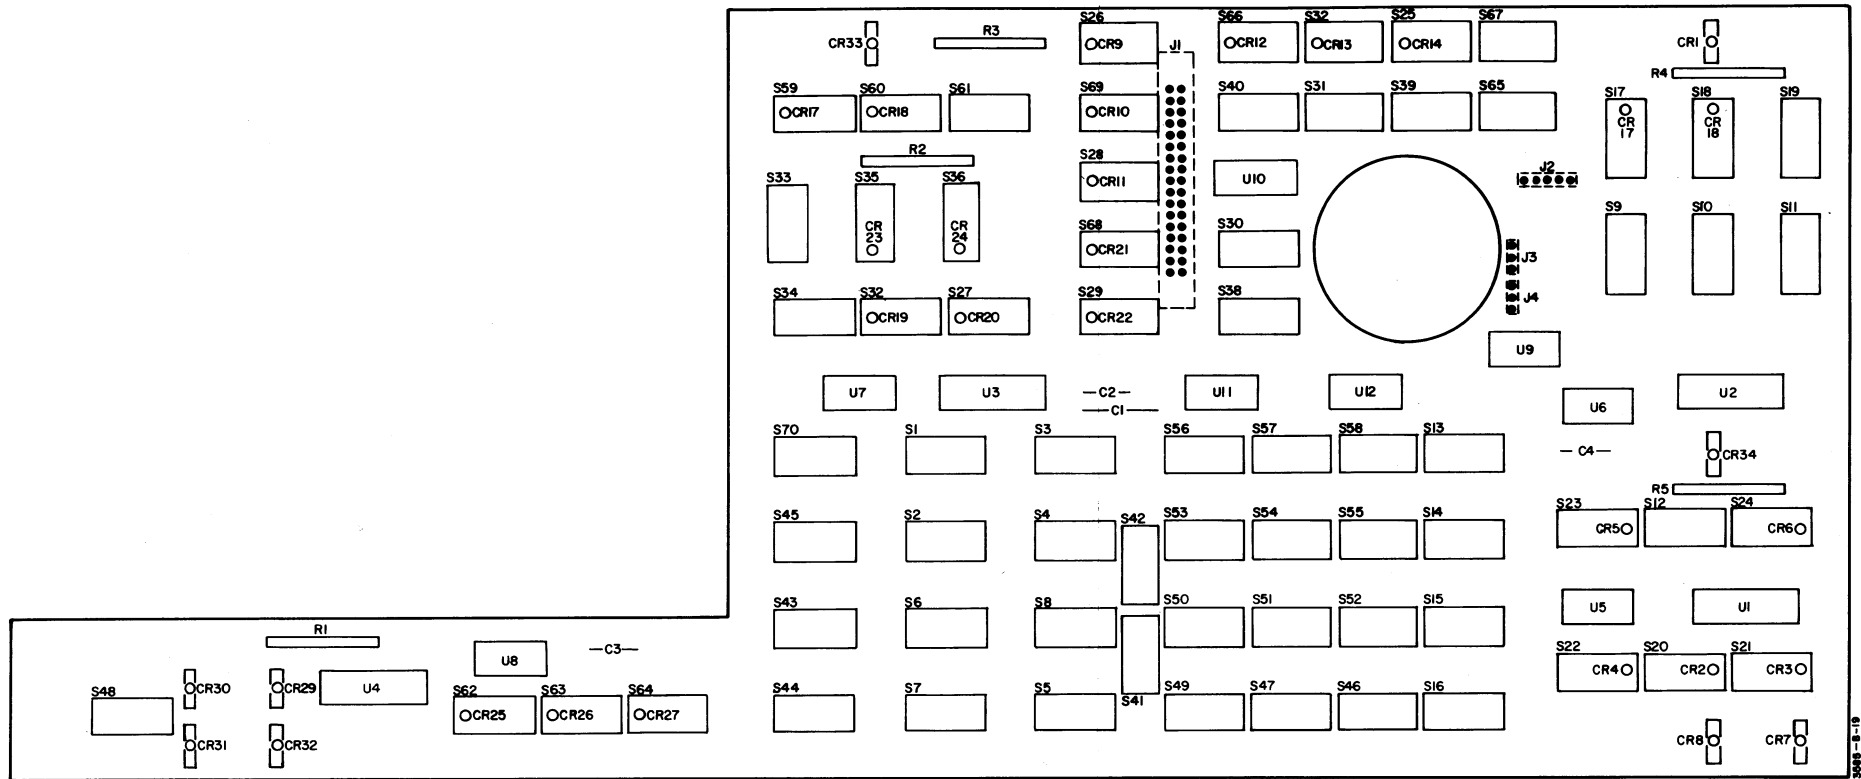 S26 S66 S32 S25 S67
CR33 R3 CR9 J1 CR12 CR13 CR14 CR1
R4
S59 S60 S61 S69 S40 S31 S39 S65 S17 S18 S19
CR17 CR18 CR10 CR 17 CR 18
R2 S28 J2
S33 S35 S36 CR11 U10
S9 S10 S11
CR 23 CR 24 S68 S30
CR21 J3
S34 S32 S27 S29 S38 J4
CR19 CR20 CR22
U9
U7 U3 C2 U11 U12 U6 U2
C1
S70 S1 S3 S56 S57 S58 S13
C4 CR34
R5
S45 S2 S4 S42 S53 S54 S55 S14 S23 S12 S24
CR5 CR6
S43 S6 S8 S50 S51 S52 S15 U5 U1
R1
C3 S22 S20 S21
U8 CR4 CR2 CR3
S48 CR30 CR29 U4 S62 S63 S64 S44 S7 S5 S41 S49 S47 S46 S16
CR25 CR26 CR27
CR31 CR32 CR8 CR7